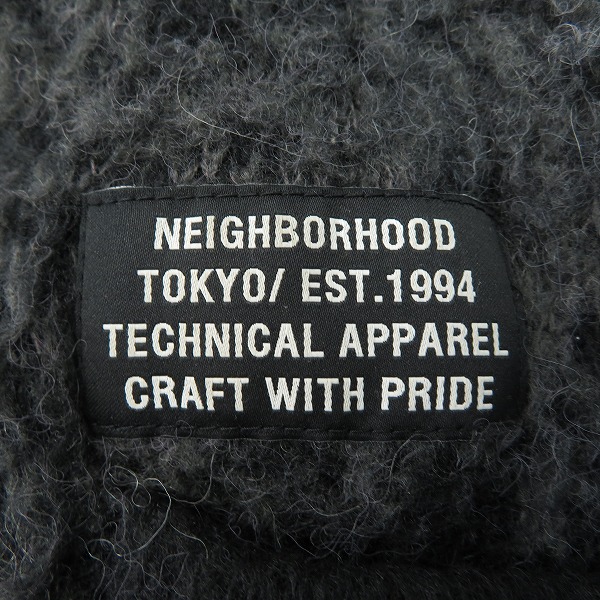 NEIGHBORHOOD
TOKYO/ EST.1994
TECHNICAL APPAREL
CRAFT WITH PRIDE